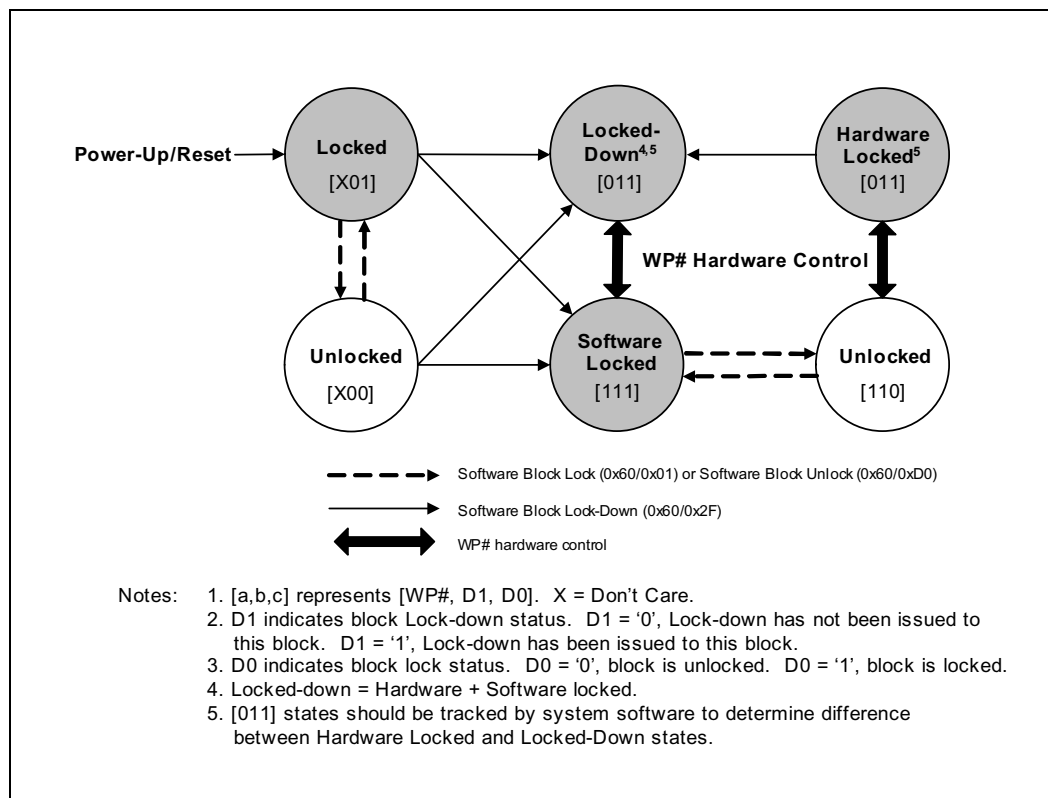 Power-Up/Reset
Locked
[X01]
Locked-
Down4,5
[011]
Hardware
Locked5
[011]
WP# Hardware Control
Unlocked
[X00]
Software
Locked
[111]
Unlocked
[110]
Software Block Lock (0x60/0x01) or Software Block Unlock (0x60/0xD0)
Software Block Lock-Down (0x60/0x2F)
WP# hardware control
Notes: 1. [a,b,c] represents [WP#, D1, D0]. X = Don't Care.
2. D1 indicates block Lock-down status. D1 = ‘0’, Lock-down has not been issued to
this block. D1 = ‘1’, Lock-down has been issued to this block.
3. D0 indicates block lock status. D0 = ‘0’, block is unlocked. D0 = ‘1’, block is locked.
4. Locked-down = Hardware + Software locked.
5. [011] states should be tracked by system software to determine difference
between Hardware Locked and Locked-Down states.